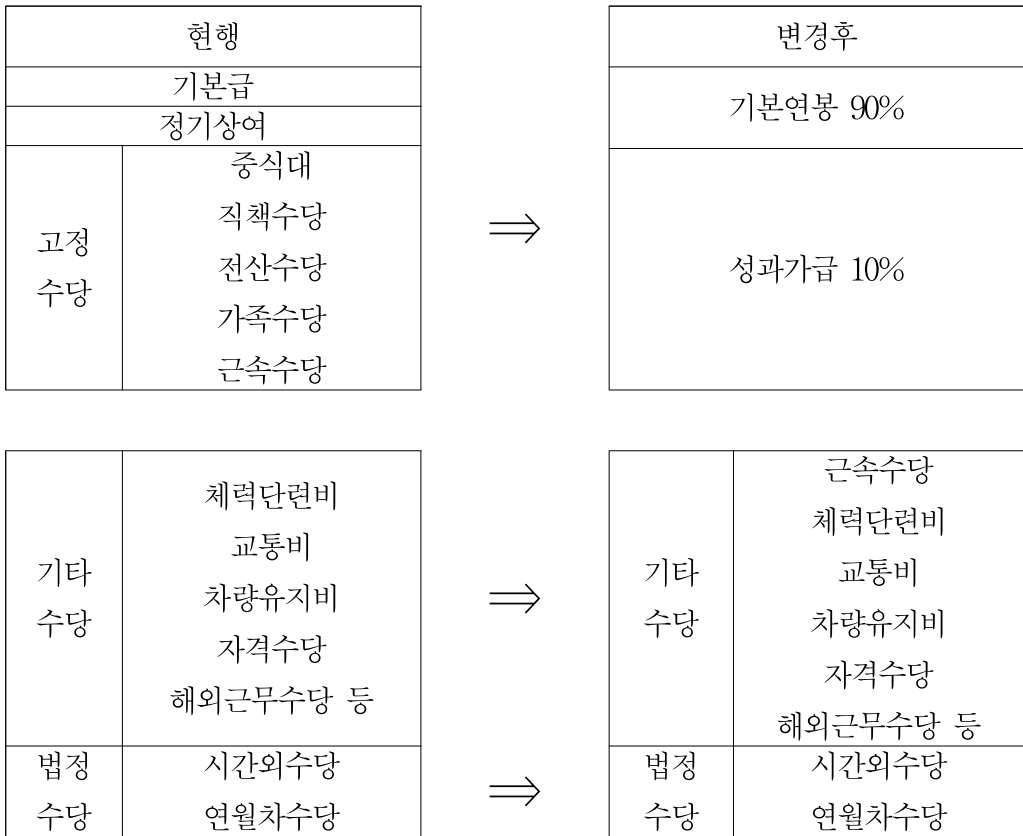 현행
기본급
정기상여
고정
수당
중식대
직책수당
전산수당
가족수당
근속수당
⇒
변경후
기본연봉 90%
성과가급 10%
기타
수당
체력단련비
교통비
차량유지비
자격수당
해외근무수당 등
⇒
기타
수당
근속수당
체력단련비
교통비
차량유지비
자격수당
해외근무수당 등
법정
수당
시간외수당
연월차수당
⇒
법정
수당
시간외수당
연월차수당